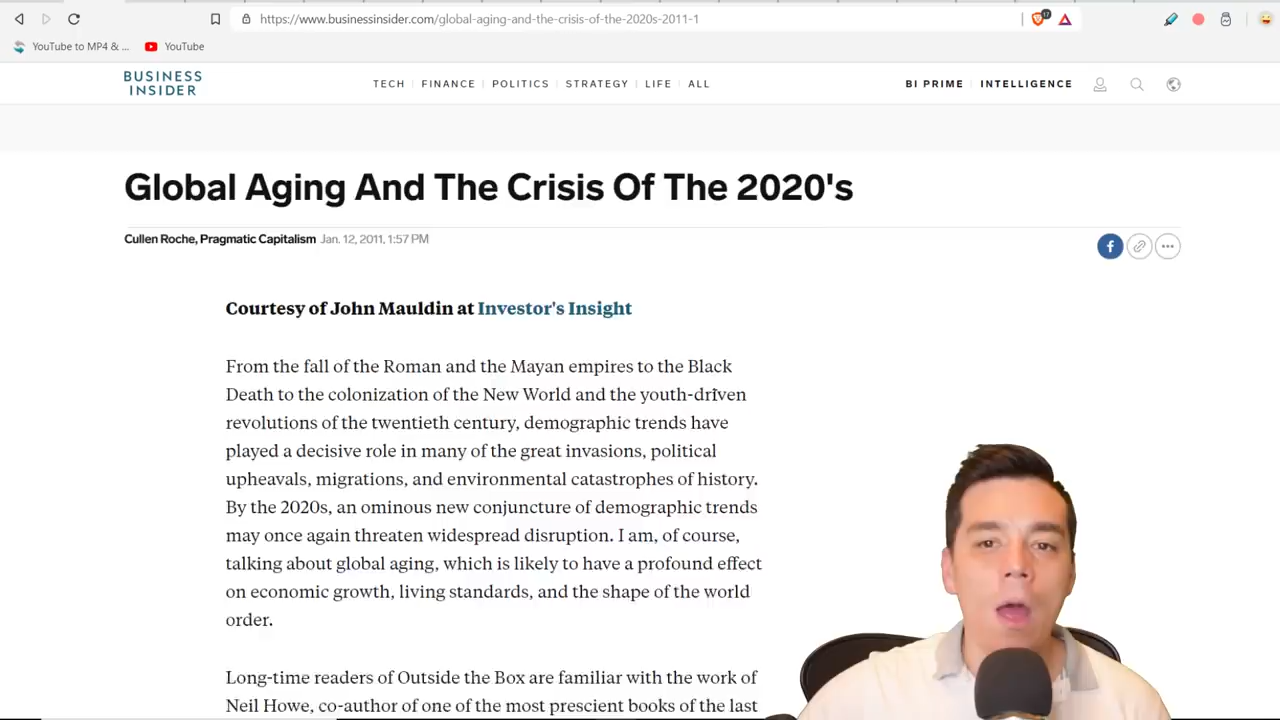 https://www.businessinsider.com/global-aging-and-the-crisis-of-the-2020s-2011-1
17
YouTube to MP4 & ...
YouTube
BUSINESS
INSIDER
TECH
FINANCE
POLITICS
STRATEGY
LIFE
ALL
BI PRIME
INTELLIGENCE
Global Aging And The Crisis Of The 2020's
Cullen Roche, Pragmatic Capitalism Jan. 12, 2011, 1:57 PM
f
Courtesy of John Mauldin at Investor's Insight
From the fall of the Roman and the Mayan empires to the Black
Death to the colonization of the New World and the youth-driven
revolutions of the twentieth century, demographic trends have
played a decisive role in many of the great invasions, political
upheavals, migrations, and environmental catastrophes of history.
By the 2020s, an ominous new conjuncture of demographic trends
may once again threaten widespread disruption. I am, of course,
talking about global aging, which is likely to have a profound effect
on economic growth, living standards, and the shape of the world
order.
Long-time readers of Outside the Box are familiar with the work of
Neil Howe, co-author of one of the most prescient books of the last